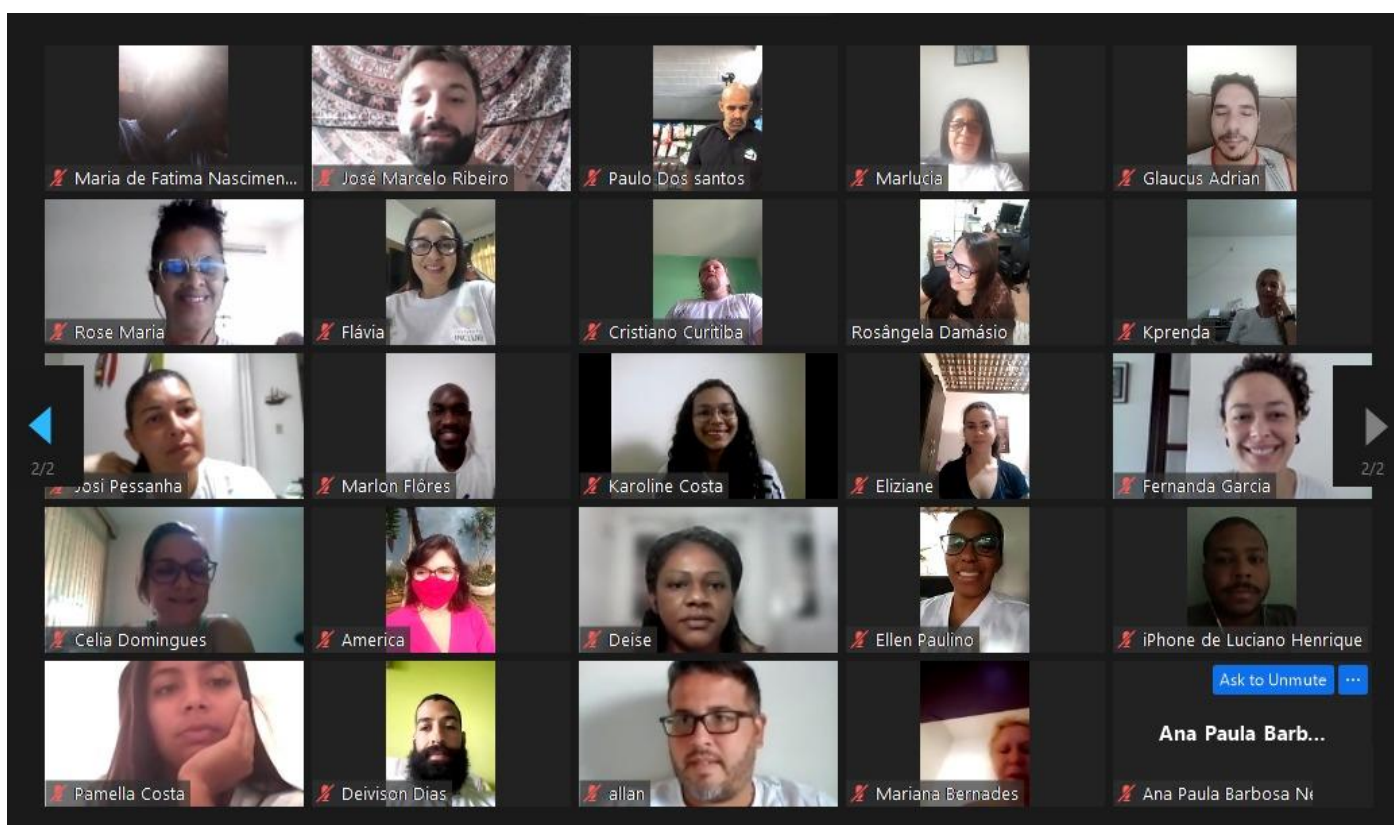 Maria de Fatima Nascimen...
José Marcelo Ribeiro
Paulo Dos santos
Marlucia
Glaucus Adrian
Rose Maria
Flávia
Cristiano Curitiba
Rosângela Damásio
Kprenda
2/2
Josi Pessanha
Marlon Flôres
Karoline Costa
Eliziane
Fernanda Garcia
2/2
Celia Domingues
America
Deise
Ellen Paulino
iPhone de Luciano Henrique
Ask to Unmute ...
Ana Paula Barb...
Pamella Costa
Deivison Dias
allan
Mariana Bernades
Ana Paula Barbosa Ne